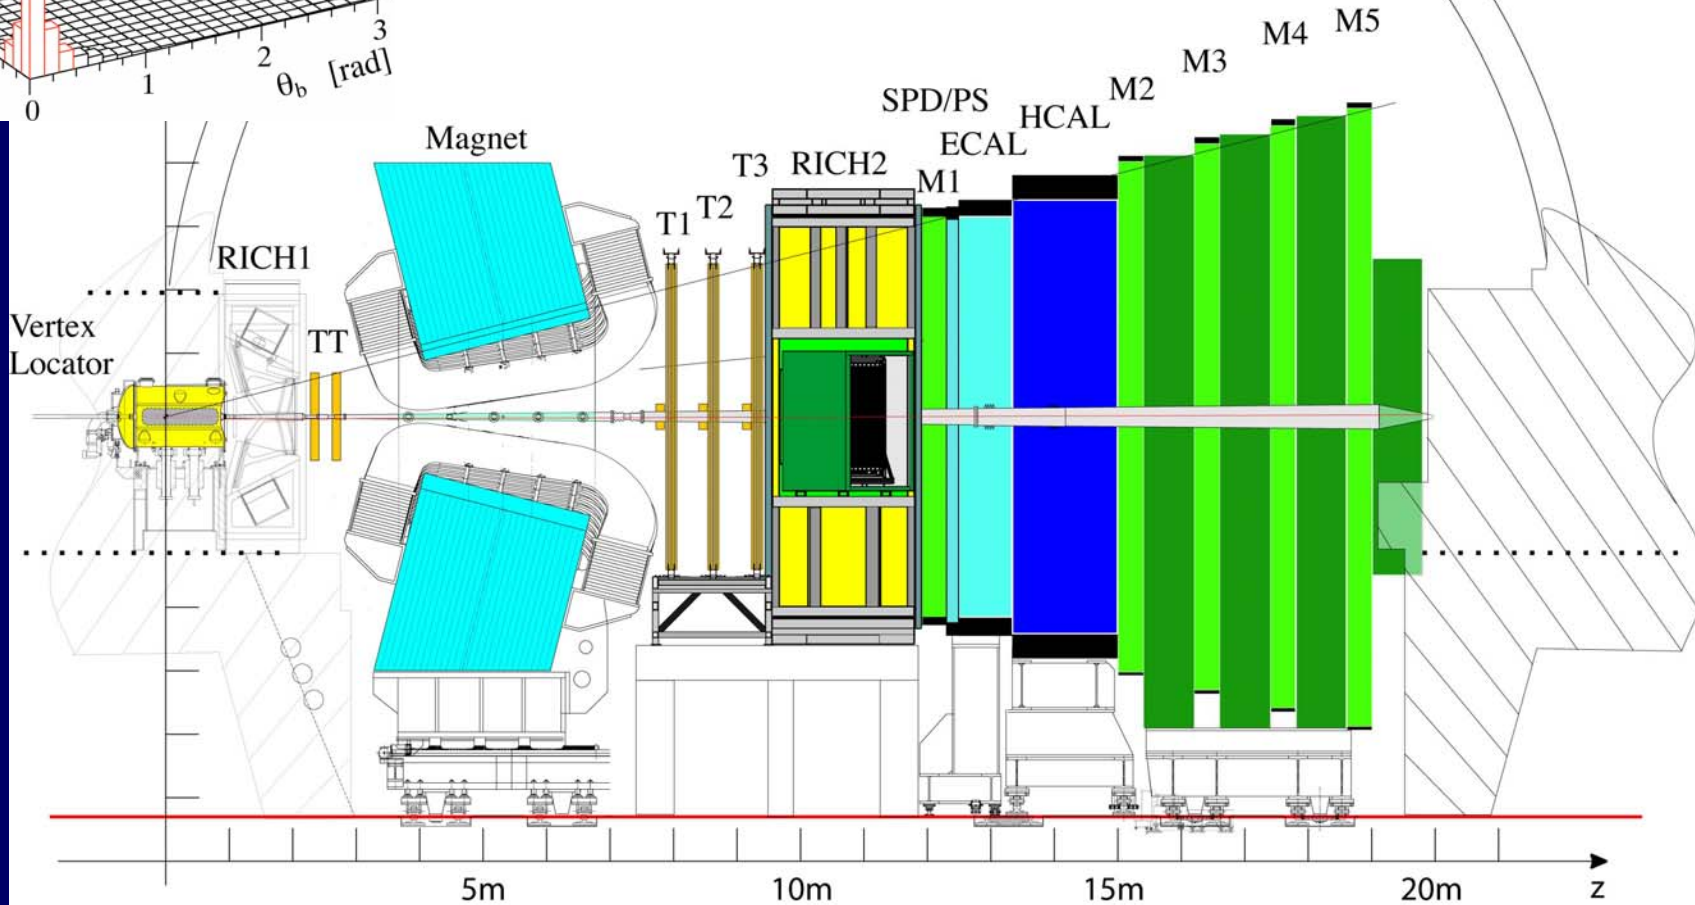 0
1
2
3
θb [rad]
M5
M4
M3
M2
SPD/PS
HCAL
ECAL
Magnet
T3 RICH2
M1
T2
T1
RICH1
Vertex
Locator
TT
5m 10m 15m 20m z